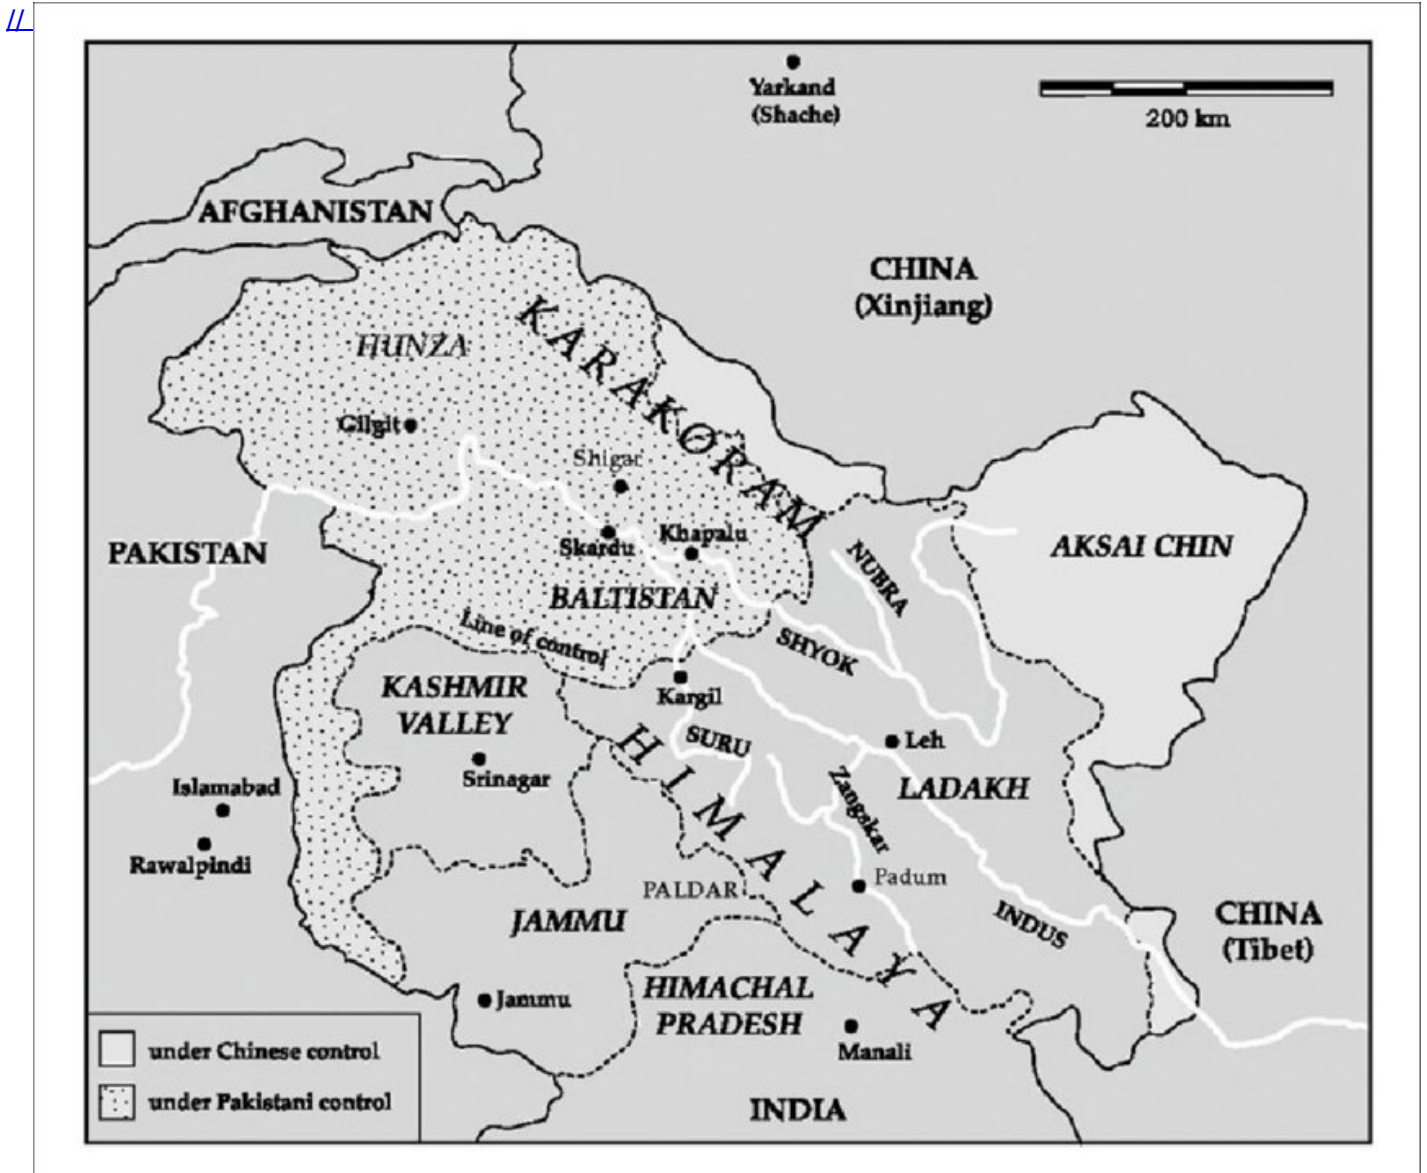 //
Yarkand
(Shache)
200 km
AFGHANISTAN
CHINA
(Xinjiang)
KARAKORAM
HUNZA
Gilgit
Shigar
PAKISTAN
Skardu
Khapalu
NUBRA
AKSAI CHIN
BALTISTAN
Line of control
SHYOK
KASHMIR
VALLEY
Kargil
SURU
Leh
HIMALAYA
Srinagar
Islamabad
Zangskar
LADAKH
Rawalpindi
PALDAR
Padum
JAMMU
INDUS
CHINA
(Tibet)
Jammu
HIMACHAL
PRADESH
Manali
under Chinese control
under Pakistani control
INDIA